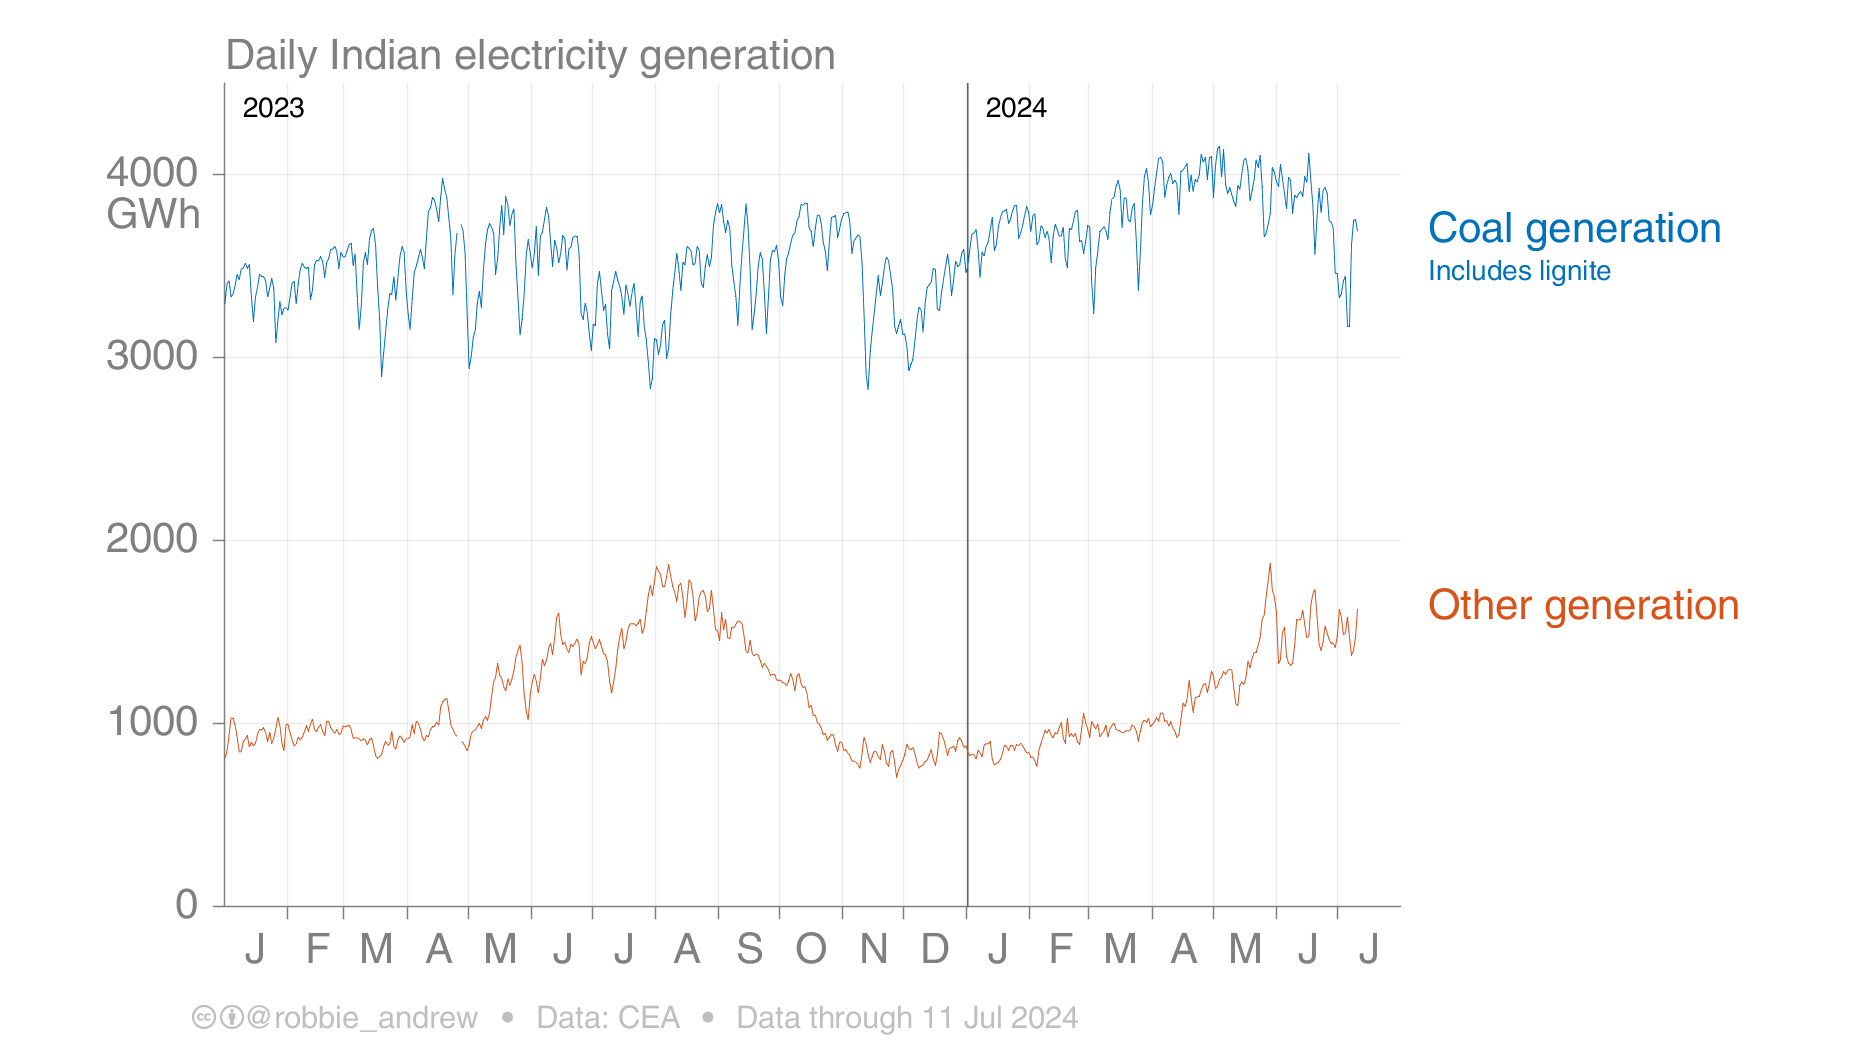 Daily Indian electricity generation
2023
2024
4000
GWh
3000
2000
1000
0
Coal generation
Includes lignite
Other generation
J F M A M J J A S O N D J F M A M J J
@robbie_andrew • Data: CEA • Data through 11 Jul 2024